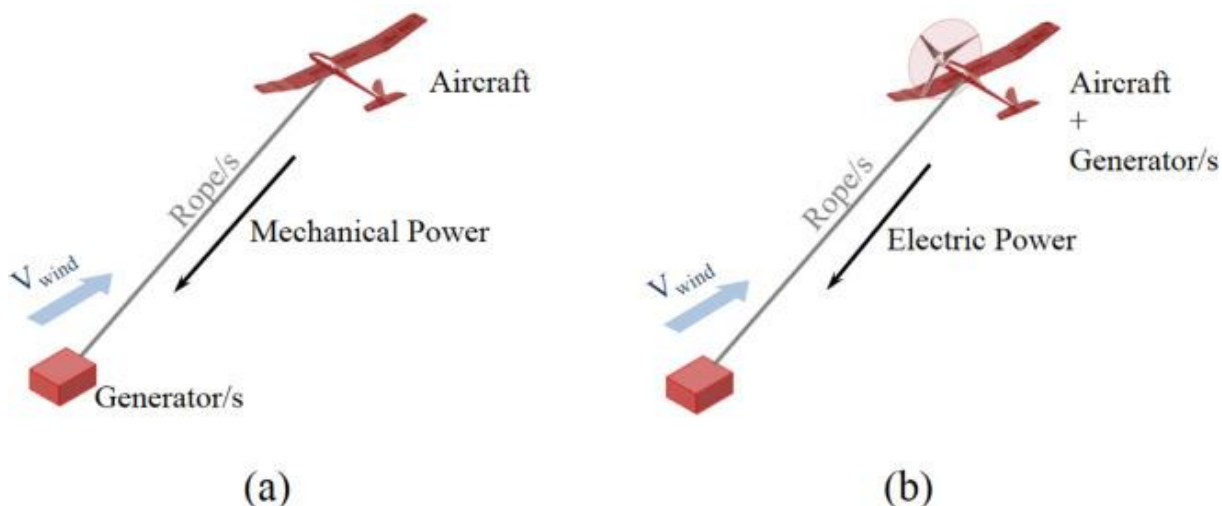 Aircraft
Rope/s
Mechanical Power
V wind
Generator/s
(a)
Aircraft
+
Generator/s
Rope/s
Electric Power
V wind
(b)